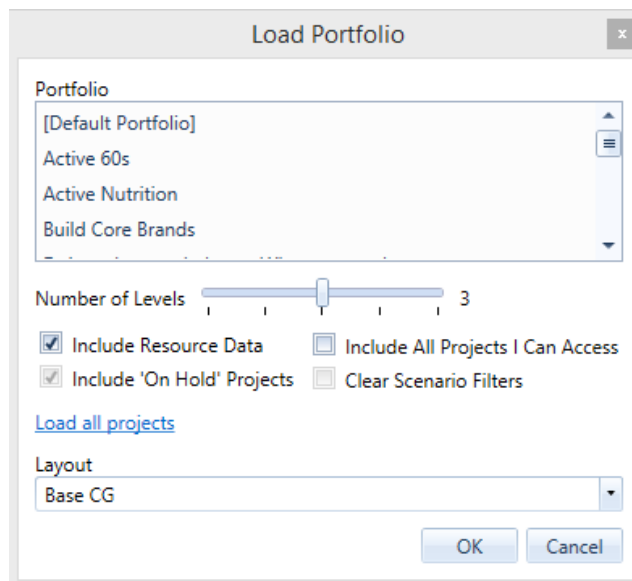 Load Portfolio
x
Portfolio
[Default Portfolio]
Active 60s
Active Nutrition
Build Core Brands
Number of Levels 3
Include Resource Data Include All Projects I Can Access
Include 'On Hold' Projects Clear Scenario Filters
Load all projects
Layout
Base CG
OK Cancel